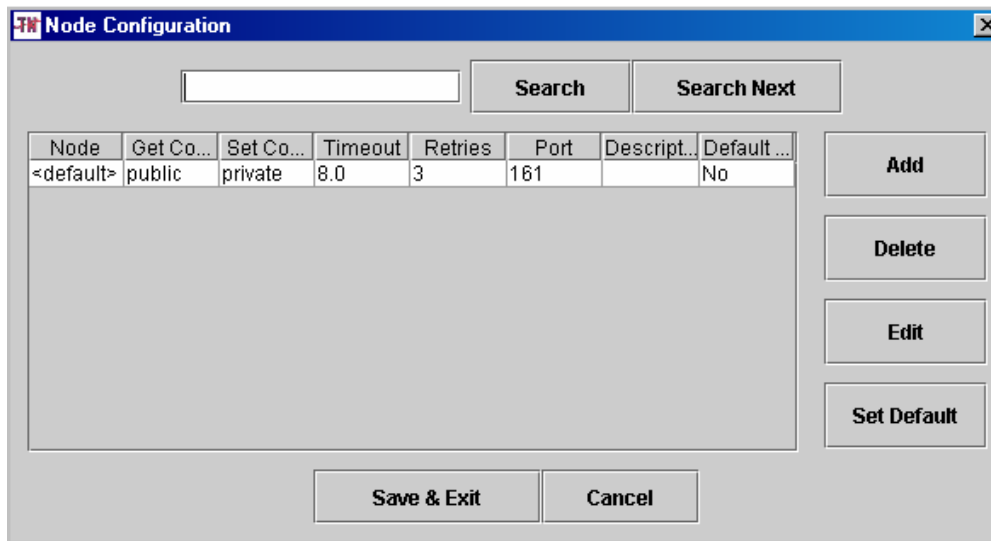 Node Configuration
Search Search Next
Node Get Co... Set Co... Timeout Retries Port Descript... Default ...
<default> public private 8.0 3 161 No
Add
Delete
Edit
Set Default
Save & Exit Cancel